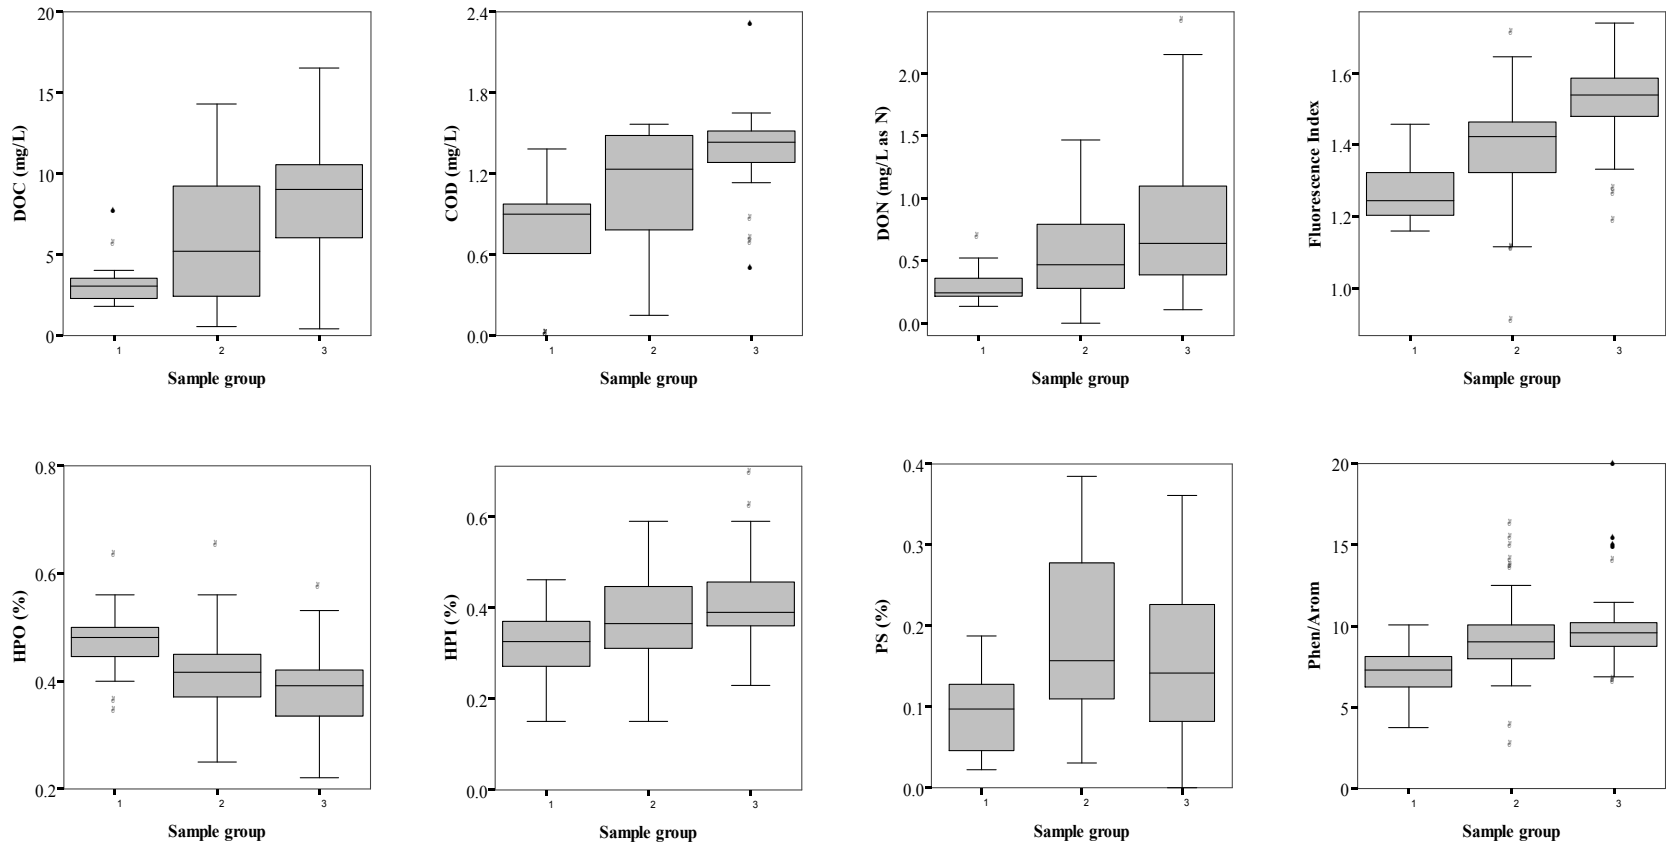 20
15
10
5
0
DOC (mg/L)
1 2 3
Sample group
2.4
1.8
1.2
0.6
0.0
COD (mg/L)
1 2 3
Sample group
2.0
1.5
1.0
0.5
0.0
DON (mg/L as N)
1 2 3
Sample group
1.6
1.4
1.2
1.0
Fluorescence Index
1 2 3
Sample group
0.8
0.6
0.4
0.2
HPO (%)
1 2 3
Sample group
0.6
0.4
0.2
0.0
HPI (%)
1 2 3
Sample group
0.4
0.3
0.2
0.1
0.0
PS (%)
1 2 3
Sample group
20
15
10
5
0
Phen/Arom
1 2 3
Sample group